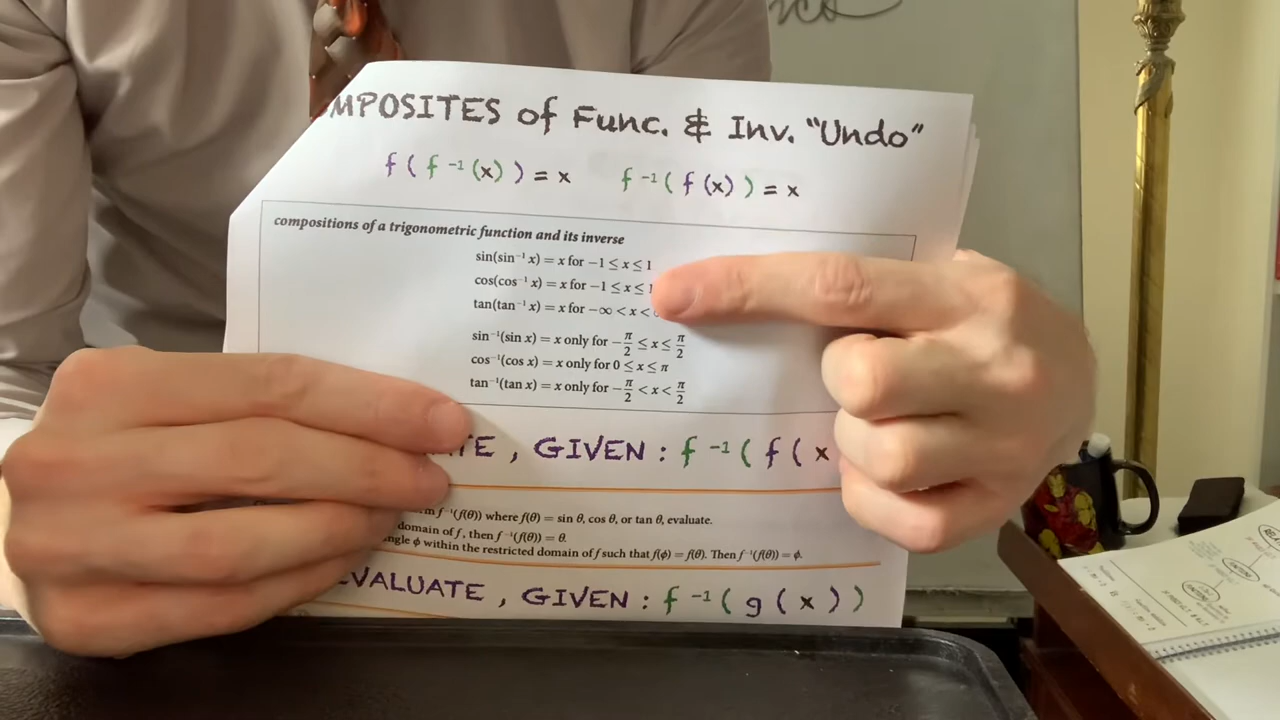 MPOSITES of Func. & Inv. "Undo"
f ( f ⁻¹ (x) ) = x f ⁻¹ ( f (x) ) = x
compositions of a trigonometric function and its inverse
sin(sin⁻¹ x) = x for −1 ≤ x ≤ 1
cos(cos⁻¹ x) = x for −1 ≤ x ≤ 1
tan(tan⁻¹ x) = x for −∞ < x <
sin⁻¹(sin x) = x only for −π/2 ≤ x ≤ π/2
cos⁻¹(cos x) = x only for 0 ≤ x ≤ π
tan⁻¹(tan x) = x only for −π/2 < x < π/2
TE , GIVEN : f ⁻¹ ( f ( x
f⁻¹(f(θ)) where f(θ) = sin θ, cos θ, or tan θ, evaluate.
domain of f, then f⁻¹(f(θ)) = θ.
ngle ϕ within the restricted domain of f such that f(ϕ) = f(θ). Then f⁻¹(f(θ)) = ϕ.
VALUATE , GIVEN : f ⁻¹ ( g ( x ) )